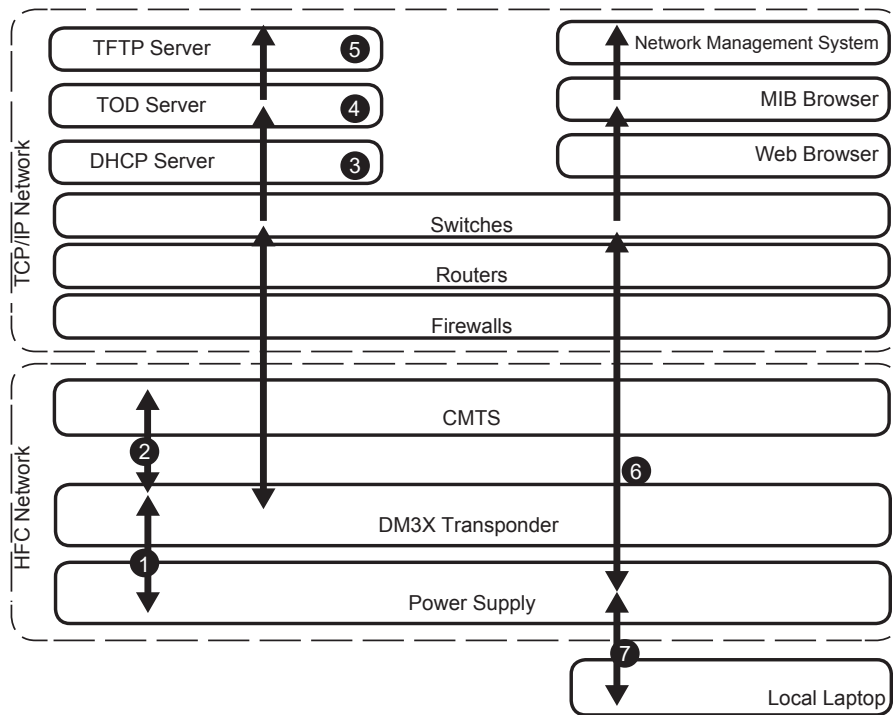 TCP/IP Network
TFTP Server 5
TOD Server 4
DHCP Server 3
Network Management System
MIB Browser
Web Browser
Switches
Routers
Firewalls
HFC Network
CMTS
2
6
DM3X Transponder
1
Power Supply
7
Local Laptop